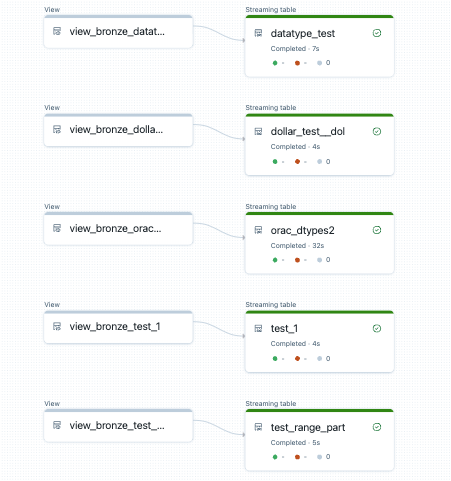 View
Streaming table
view_bronze_datat...
datatype_test
Completed · 7s
- - 0
View
Streaming table
view_bronze_dolla...
dollar_test__dol
Completed · 4s
- - 0
View
Streaming table
view_bronze_orac...
orac_dtypes2
Completed · 32s
- - 0
View
Streaming table
view_bronze_test_1
test_1
Completed · 4s
- - 0
View
Streaming table
view_bronze_test_...
test_range_part
Completed · 5s
- - 0